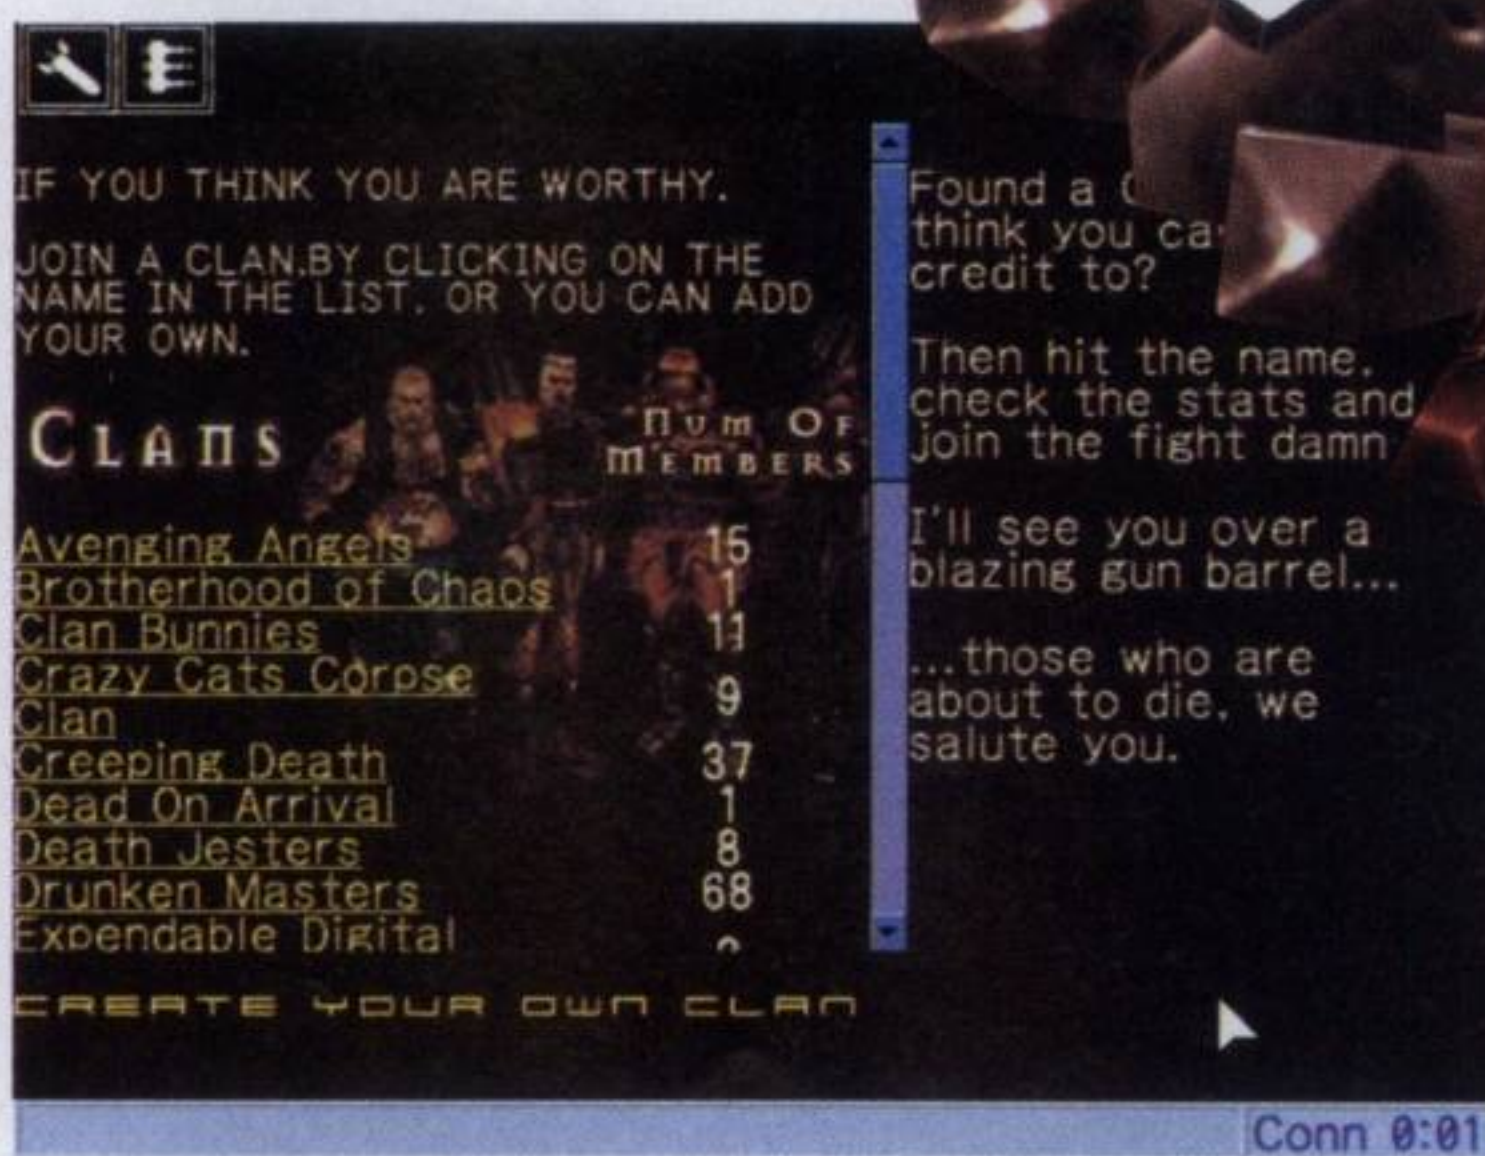 IF YOU THINK YOU ARE WORTHY.
JOIN A CLAN.BY CLICKING ON THE
NAME IN THE LIST. OR YOU CAN ADD
YOUR OWN.
CLANS
NUM OF
MEMBERS
Avenging Angels 15
Brotherhood of Chaos 1
Clan Bunnies 11
Crazy Cats Corpse
Clan 9
Creeping Death 37
Dead On Arrival 1
Death Jesters 8
Drunken Masters 68
Expendable Digital
CREATE YOUR OWN CLAN
Found a
think you
credit to?
Then hit the name.
check the stats and
join the fight damn
I'll see you over a
blazing gun barrel...
...those who are
about to die. we
salute you.
Conn 0:01